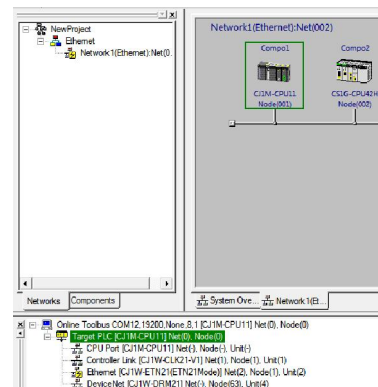 NewProject
Ethernet
Network1(Ethernet):Net(0
Networks
Components
Network1(Ethernet):Net(002)
Compo1
Compo2
CJ1M-CPU11
CS1G-CPU42H
Node(001)
Node(002)
System Ove...
Network1(Et...
Online Toolbus COM12,19200,None,8,1 [CJ1M-CPU11] Net(0), Node(0)
Target PLC [CJ1M-CPU11] Net(0), Node(0)
CPU Port [CJ1M-CPU11] Net(-), Node(-), Unit(-)
Controller Link [CJ1W-CLK21-V1] Net(1), Node(1), Unit(1)
Ethernet [CJ1W-ETN21(ETN21Mode)] Net(2), Node(1), Unit(2)
DeviceNet [CJ1W-DRM21] Net(-), Node(63), Unit(4)